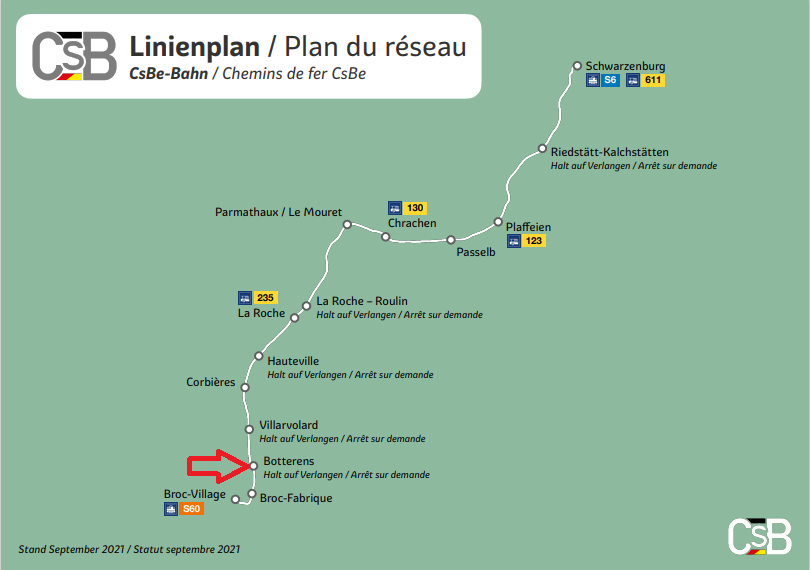 CSB
Linienplan / Plan du réseau
CsBe-Bahn / Chemins de fer CsBe
Schwarzenburg
S6 611
Riedstätt-Kalchstätten
Halt auf Verlangen / Arrêt sur demande
Parmathaux / Le Mouret
130
Chrachen
Plaffeien
123
Passelb
235
La Roche
La Roche – Roulin
Halt auf Verlangen / Arrêt sur demande
Hauteville
Halt auf Verlangen / Arrêt sur demande
Corbières
Villarvolard
Halt auf Verlangen / Arrêt sur demande
Botterens
Halt auf Verlangen / Arrêt sur demande
Broc-Village
S60
Broc-Fabrique
Stand September 2021 / Statut septembre 2021
CSB